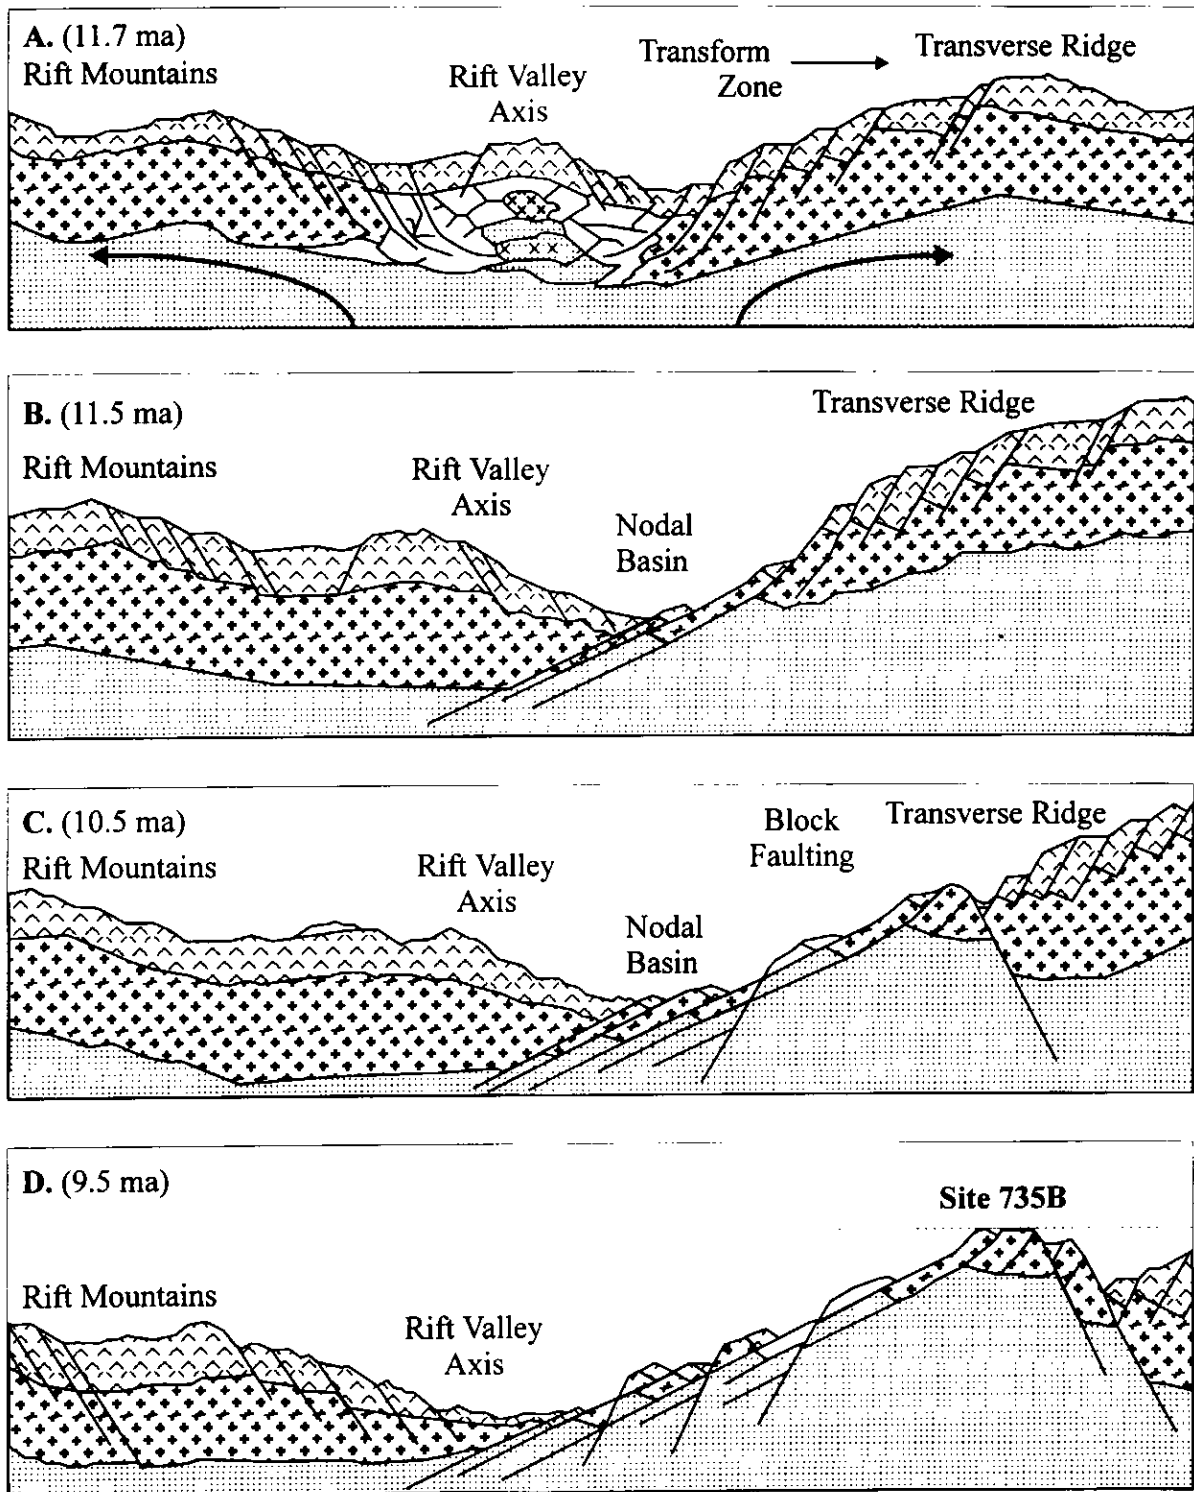 A. (11.7 ma)
Rift Mountains
Rift Valley
Axis
Transform
Zone
Transverse Ridge
B. (11.5 ma)
Rift Mountains
Rift Valley
Axis
Nodal
Basin
Transverse Ridge
C. (10.5 ma)
Rift Mountains
Rift Valley
Axis
Nodal
Basin
Block
Faulting
Transverse Ridge
D. (9.5 ma)
Rift Mountains
Rift Valley
Axis
Site 735B